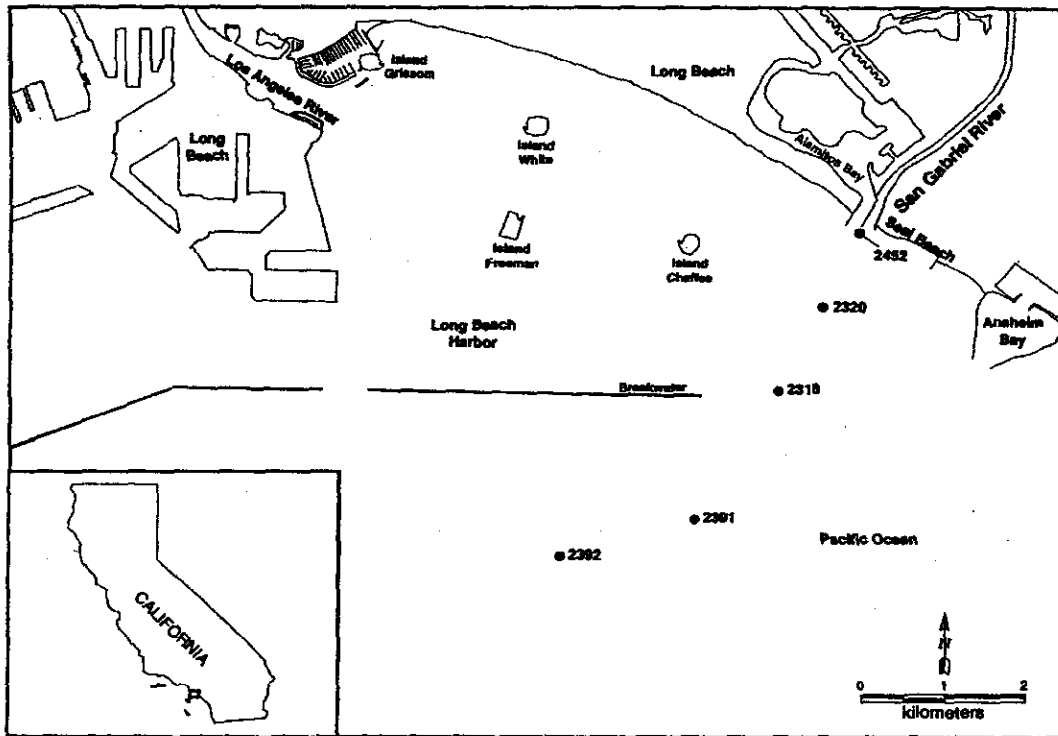 Island
Grissom
Los Angeles River
Long Beach
Long
Beach
Island
White
Alamitos Bay
San Gabriel River
Seal Beach
2452
Island
Freeman
Island
Chaffee
2320
Anaheim
Bay
Long Beach
Harbor
Breakwater
2318
2391
2392
Pacific Ocean
CALIFORNIA
N
0 1 2
kilometers